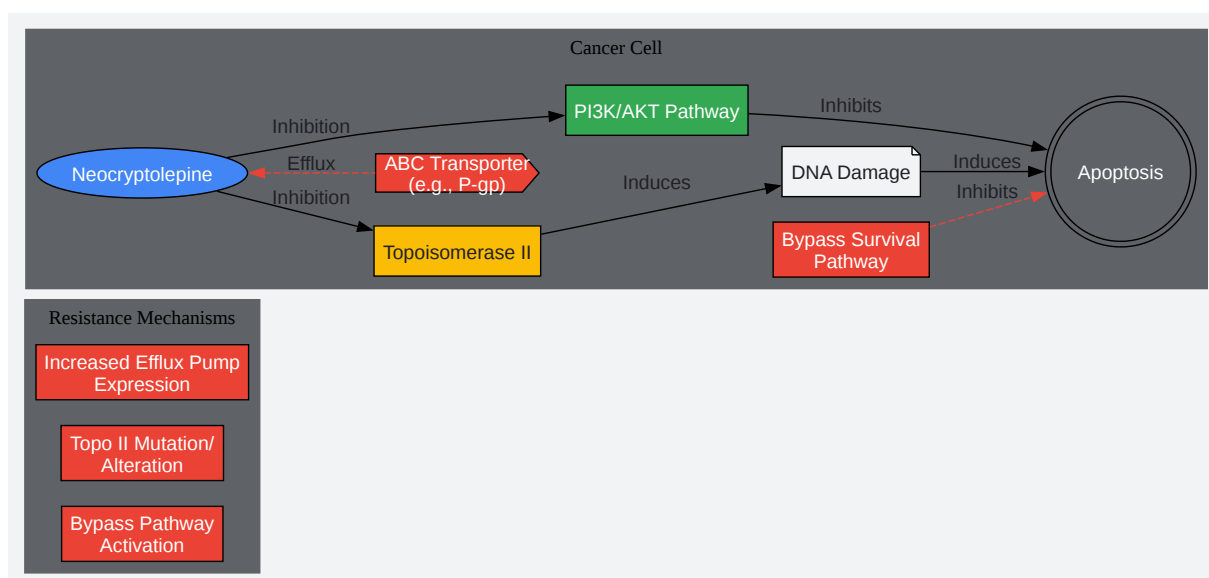 Cancer Cell
PI3K/AKT Pathway
Inhibits
Inhibition
Efflux
ABC Transporter
(e.g., P-gp)
Neocryptolepine
Inhibition
Induces
DNA Damage
Induces
Inhibits
Apoptosis
Topoisomerase II
Bypass Survival
Pathway
Resistance Mechanisms
Increased Efflux Pump
Expression
Topo II Mutation/
Alteration
Bypass Pathway
Activation